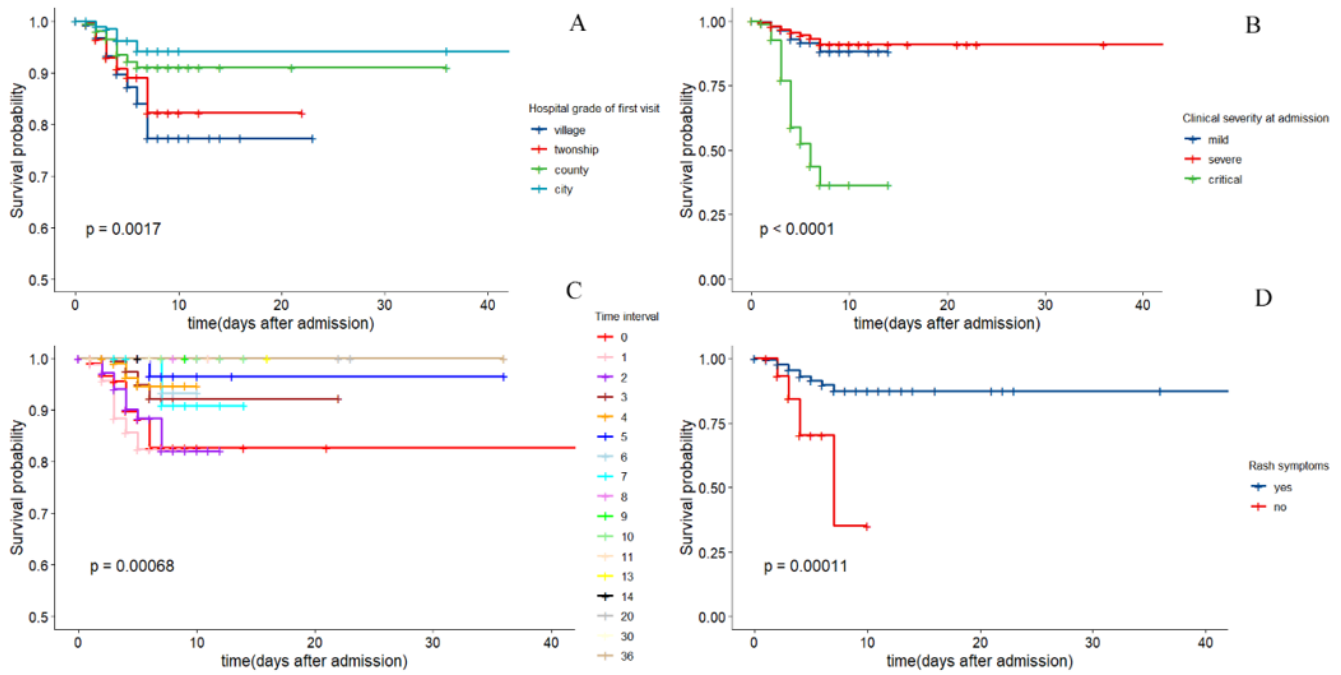 A
Survival probability
1.0
0.9
0.8
0.7
0.6
0.5
p = 0.0017
0 10 20 30 40
time(days after admission)
Hospital grade of first visit
village
twonship
county
city
B
Survival probability
1.00
0.75
0.50
0.25
0.00
p < 0.0001
0 10 20 30 40
time(days after admission)
Clinical severity at admission
mild
severe
critical
C
Survival probability
1.0
0.9
0.8
0.7
0.6
0.5
p = 0.00068
0 10 20 30 40
time(days after admission)
Time interval
0
1
2
3
4
5
6
7
8
9
10
11
13
14
20
30
36
D
Survival probability
1.00
0.75
0.50
0.25
0.00
p = 0.00011
0 10 20 30 40
time(days after admission)
Rash symptoms
yes
no